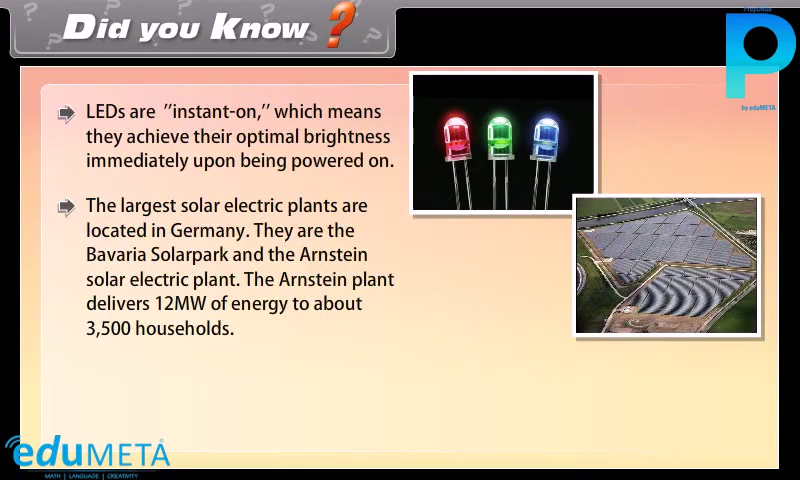 Did you Know ?
Preponile
P
by eduMETA
LEDs are "instant-on," which means
they achieve their optimal brightness
immediately upon being powered on.
The largest solar electric plants are
located in Germany. They are the
Bavaria Solarpark and the Arnstein
solar electric plant. The Arnstein plant
delivers 12MW of energy to about
3,500 households.
eduMETA
MATH | LANGUAGE | CREATIVITY